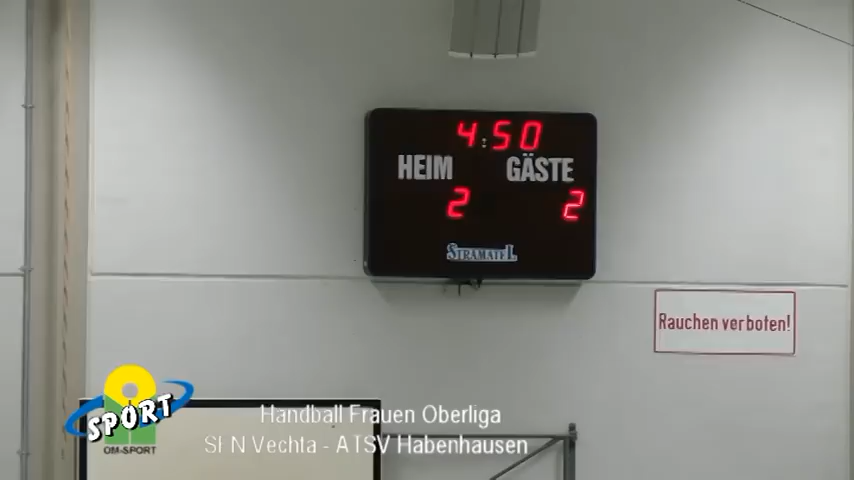 4:50
HEIM GÄSTE
2 2
STRAMATEL
Rauchen verboten!
SPORT
OM-SPORT
Handball Frauen Oberliga
SFN Vechta - ATSV Habenhausen